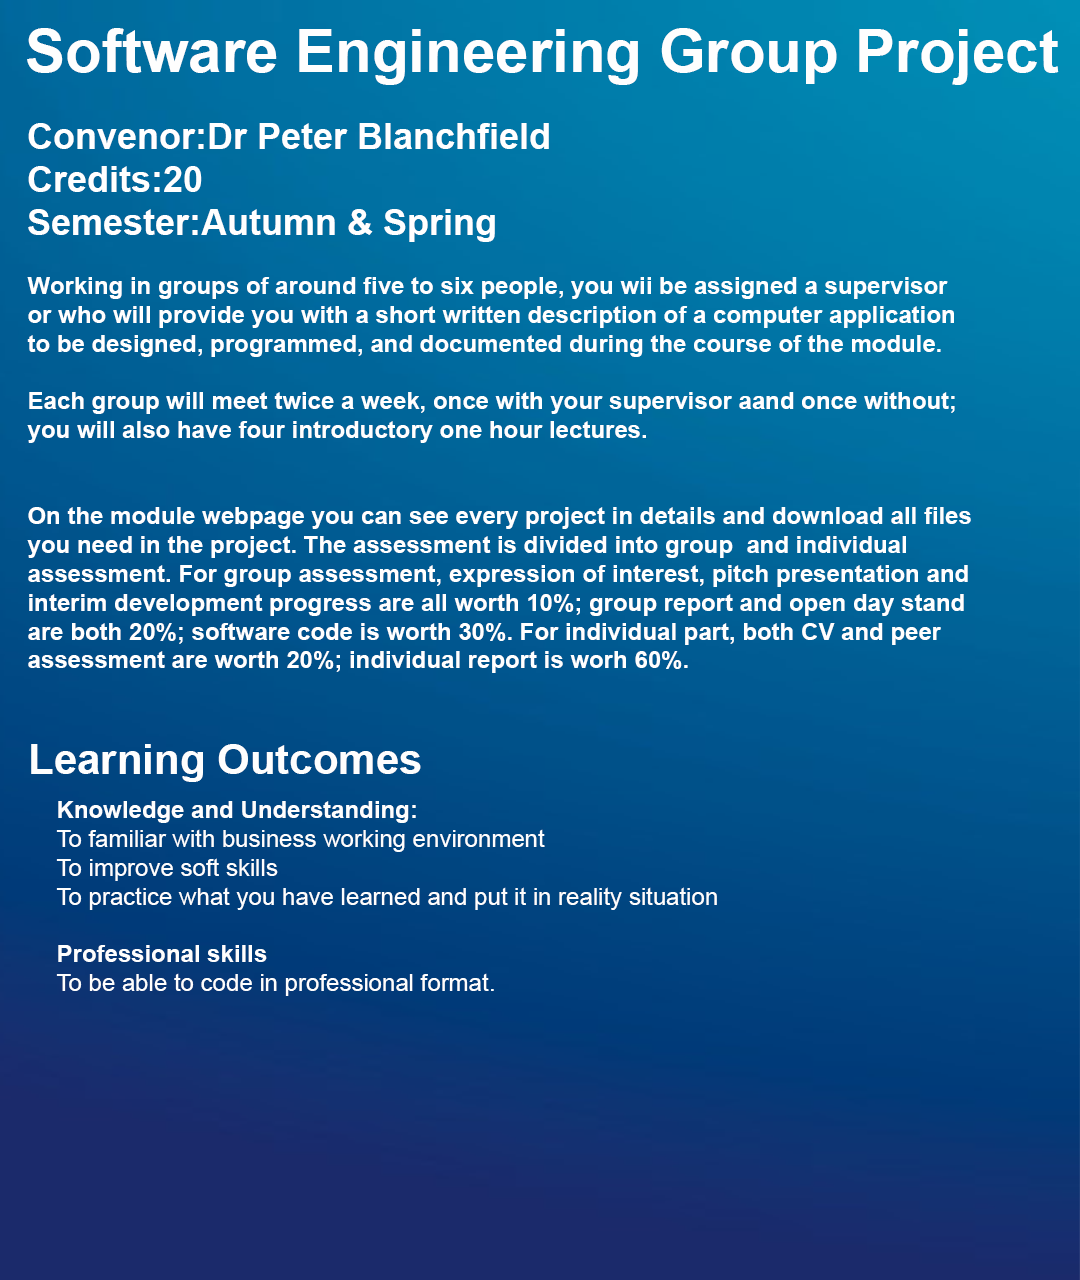 Software Engineering Group Project
Convenor:Dr Peter Blanchfield
Credits:20
Semester:Autumn & Spring
Working in groups of around five to six people, you wii be assigned a supervisor
or who will provide you with a short written description of a computer application
to be designed, programmed, and documented during the course of the module.
Each group will meet twice a week, once with your supervisor aand once without;
you will also have four introductory one hour lectures.
On the module webpage you can see every project in details and download all files
you need in the project. The assessment is divided into group  and individual
assessment. For group assessment, expression of interest, pitch presentation and
interim development progress are all worth 10%; group report and open day stand
are both 20%; software code is worth 30%. For individual part, both CV and peer
assessment are worth 20%; individual report is worh 60%.
Learning Outcomes
Knowledge and Understanding:
To familiar with business working environment
To improve soft skills
To practice what you have learned and put it in reality situation
Professional skills
To be able to code in professional format.